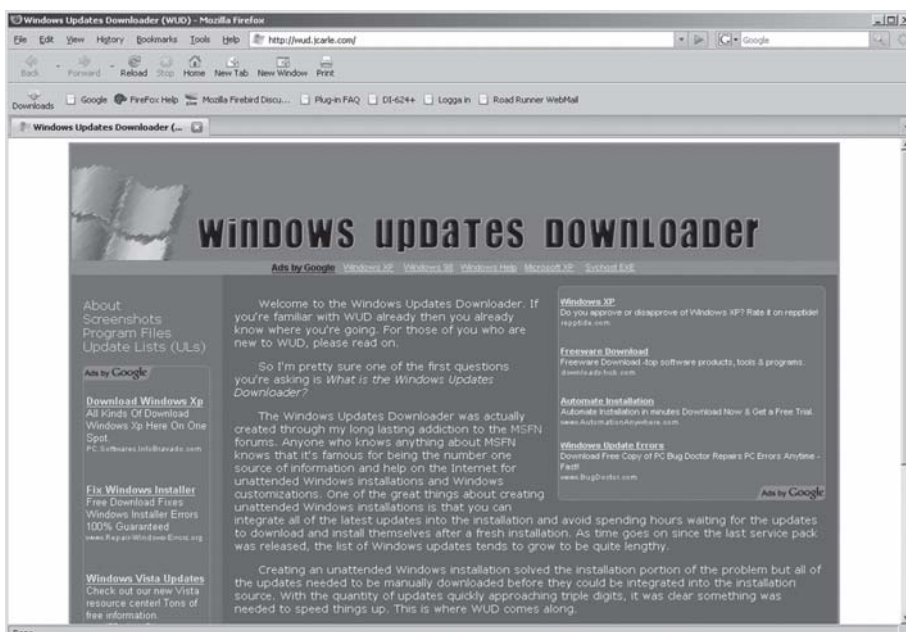 Windows Updates Downloader (WUD) - Mozilla Firefox
File Edit View History Bookmarks Tools Help http://wud.jcarle.com/ Google
Back Forward Reload Stop Home New Tab New Window Print
Downloads Google FireFox Help Mozilla Firebird Discu... Plug-in FAQ DI-624+ Logga in Road Runner WebMail
Windows Updates Downloader (...
WINDOWS UPDATES DOWNLOADER
Ads by Google Windows XP Windows 98 Windows Help Microsoft XP Svchost EXE
About
Screenshots
Program Files
Update Lists (ULs)
Ads by Google
Download Windows Xp
All Kinds Of Download
Windows Xp Here On One
Spot.
Fix Windows Installer
Free Download Fixes
Windows Installer Errors
100% Guaranteed
www.Repair-Windows-Errors.org
Windows Vista Updates
Check out our new Vista
resource center! Tons of
free information.
Welcome to the Windows Updates Downloader. If
you're familiar with WUD already then you already
know where you're going. For those of you who are
new to WUD, please read on.
So I'm pretty sure one of the first questions
you're asking is What is the Windows Updates
Downloader?
The Windows Updates Downloader was actually
created through my long lasting addiction to the MSFN
forums. Anyone who knows anything about MSFN
knows that it's famous for being the number one
source of information and help on the Internet for
unattended Windows installations and Windows
customizations. One of the great things about creating
unattended Windows installations is that you can
integrate all of the latest updates into the installation and avoid spending hours waiting for the updates
to download and install themselves after a fresh installation. As time goes on since the last service pack
was released, the list of Windows updates tends to grow to be quite lengthy.
Creating an unattended Windows installation solved the installation portion of the problem but all of
the updates needed to be manually downloaded before they could be integrated into the installation
source. With the quantity of updates quickly approaching triple digits, it was clear something was
needed to speed things up. This is where WUD comes along.
Windows XP
Do you approve or disapprove of Windows XP? Rate it on repptide!
repptide.com
Freeware Download
Freeware Download -top software products, tools & programs.
downloads-hub.com
Automate Installation
Automate Installation in minutes Download Now & Get a Free Trial.
www.AutomationAnywhere.com
Windows Update Errors
Download Free Copy of PC Bug Doctor Repairs PC Errors Anytime -
Fast!
www.BugDoctor.com
Ads by Google